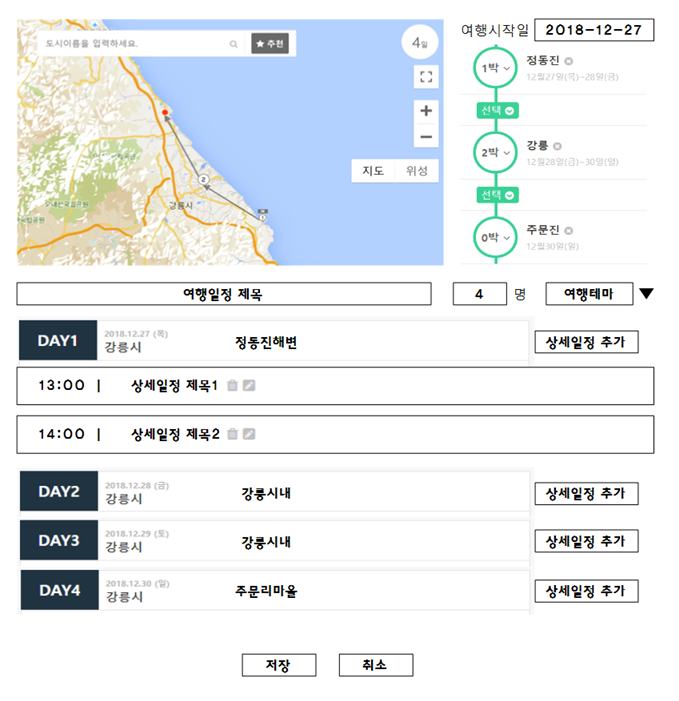 도시이름을 입력하세요. ★ 추천
4일
여행시작일 2018-12-27
1박 정동진
12월27일(목)~28일(금)
선택
2박 강릉
12월28일(금)~30일(일)
선택
0박 주문진
12월30일(일)
+
−
지도 위성
2
강릉시
1
여행일정 제목 4 명 여행테마 ▼
DAY1 2018.12.27 (목) 강릉시 정동진해변 상세일정 추가
13:00 | 상세일정 제목1
14:00 | 상세일정 제목2
DAY2 2018.12.28 (금) 강릉시 강릉시내 상세일정 추가
DAY3 2018.12.29 (토) 강릉시 강릉시내 상세일정 추가
DAY4 2018.12.30 (일) 강릉시 주문리마을 상세일정 추가
저장 취소